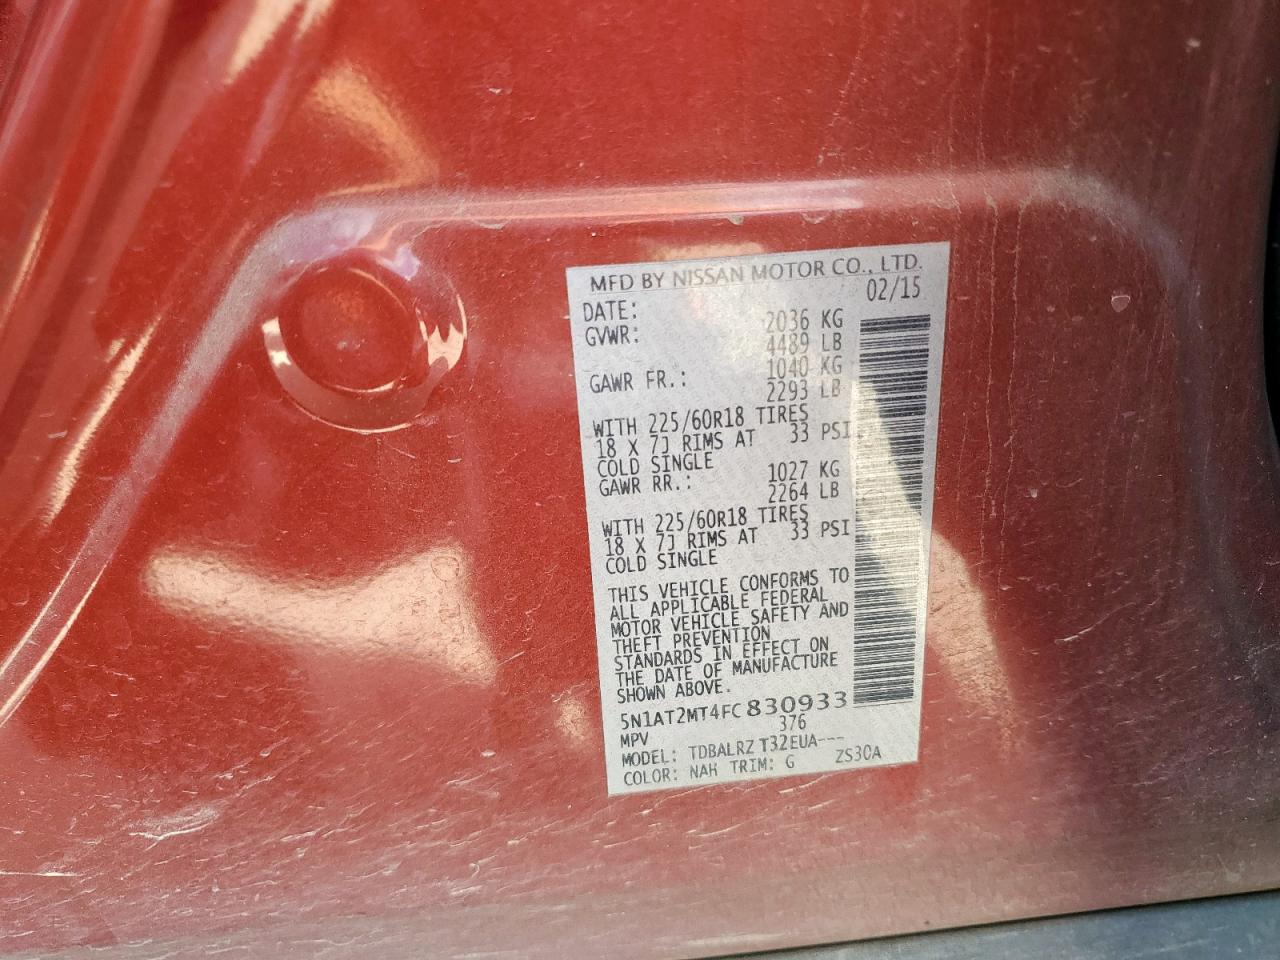 MFD BY NISSAN MOTOR CO., LTD.
DATE: 02/15
GVWR: 2036 KG
4489 LB
GAWR FR.: 1040 KG
2293 LB
WITH 225/60R18 TIRES
18 X 7J RIMS AT 33 PSI
COLD SINGLE
GAWR RR.: 1027 KG
2264 LB
WITH 225/60R18 TIRES
18 X 7J RIMS AT 33 PSI
COLD SINGLE
THIS VEHICLE CONFORMS TO
ALL APPLICABLE FEDERAL
MOTOR VEHICLE SAFETY AND
THEFT PREVENTION
STANDARDS IN EFFECT ON
THE DATE OF MANUFACTURE
SHOWN ABOVE.
5N1AT2MT4FC830933
MPV 376
MODEL: TDBALRZ T32EUA---
COLOR: NAH TRIM: G ZS30A